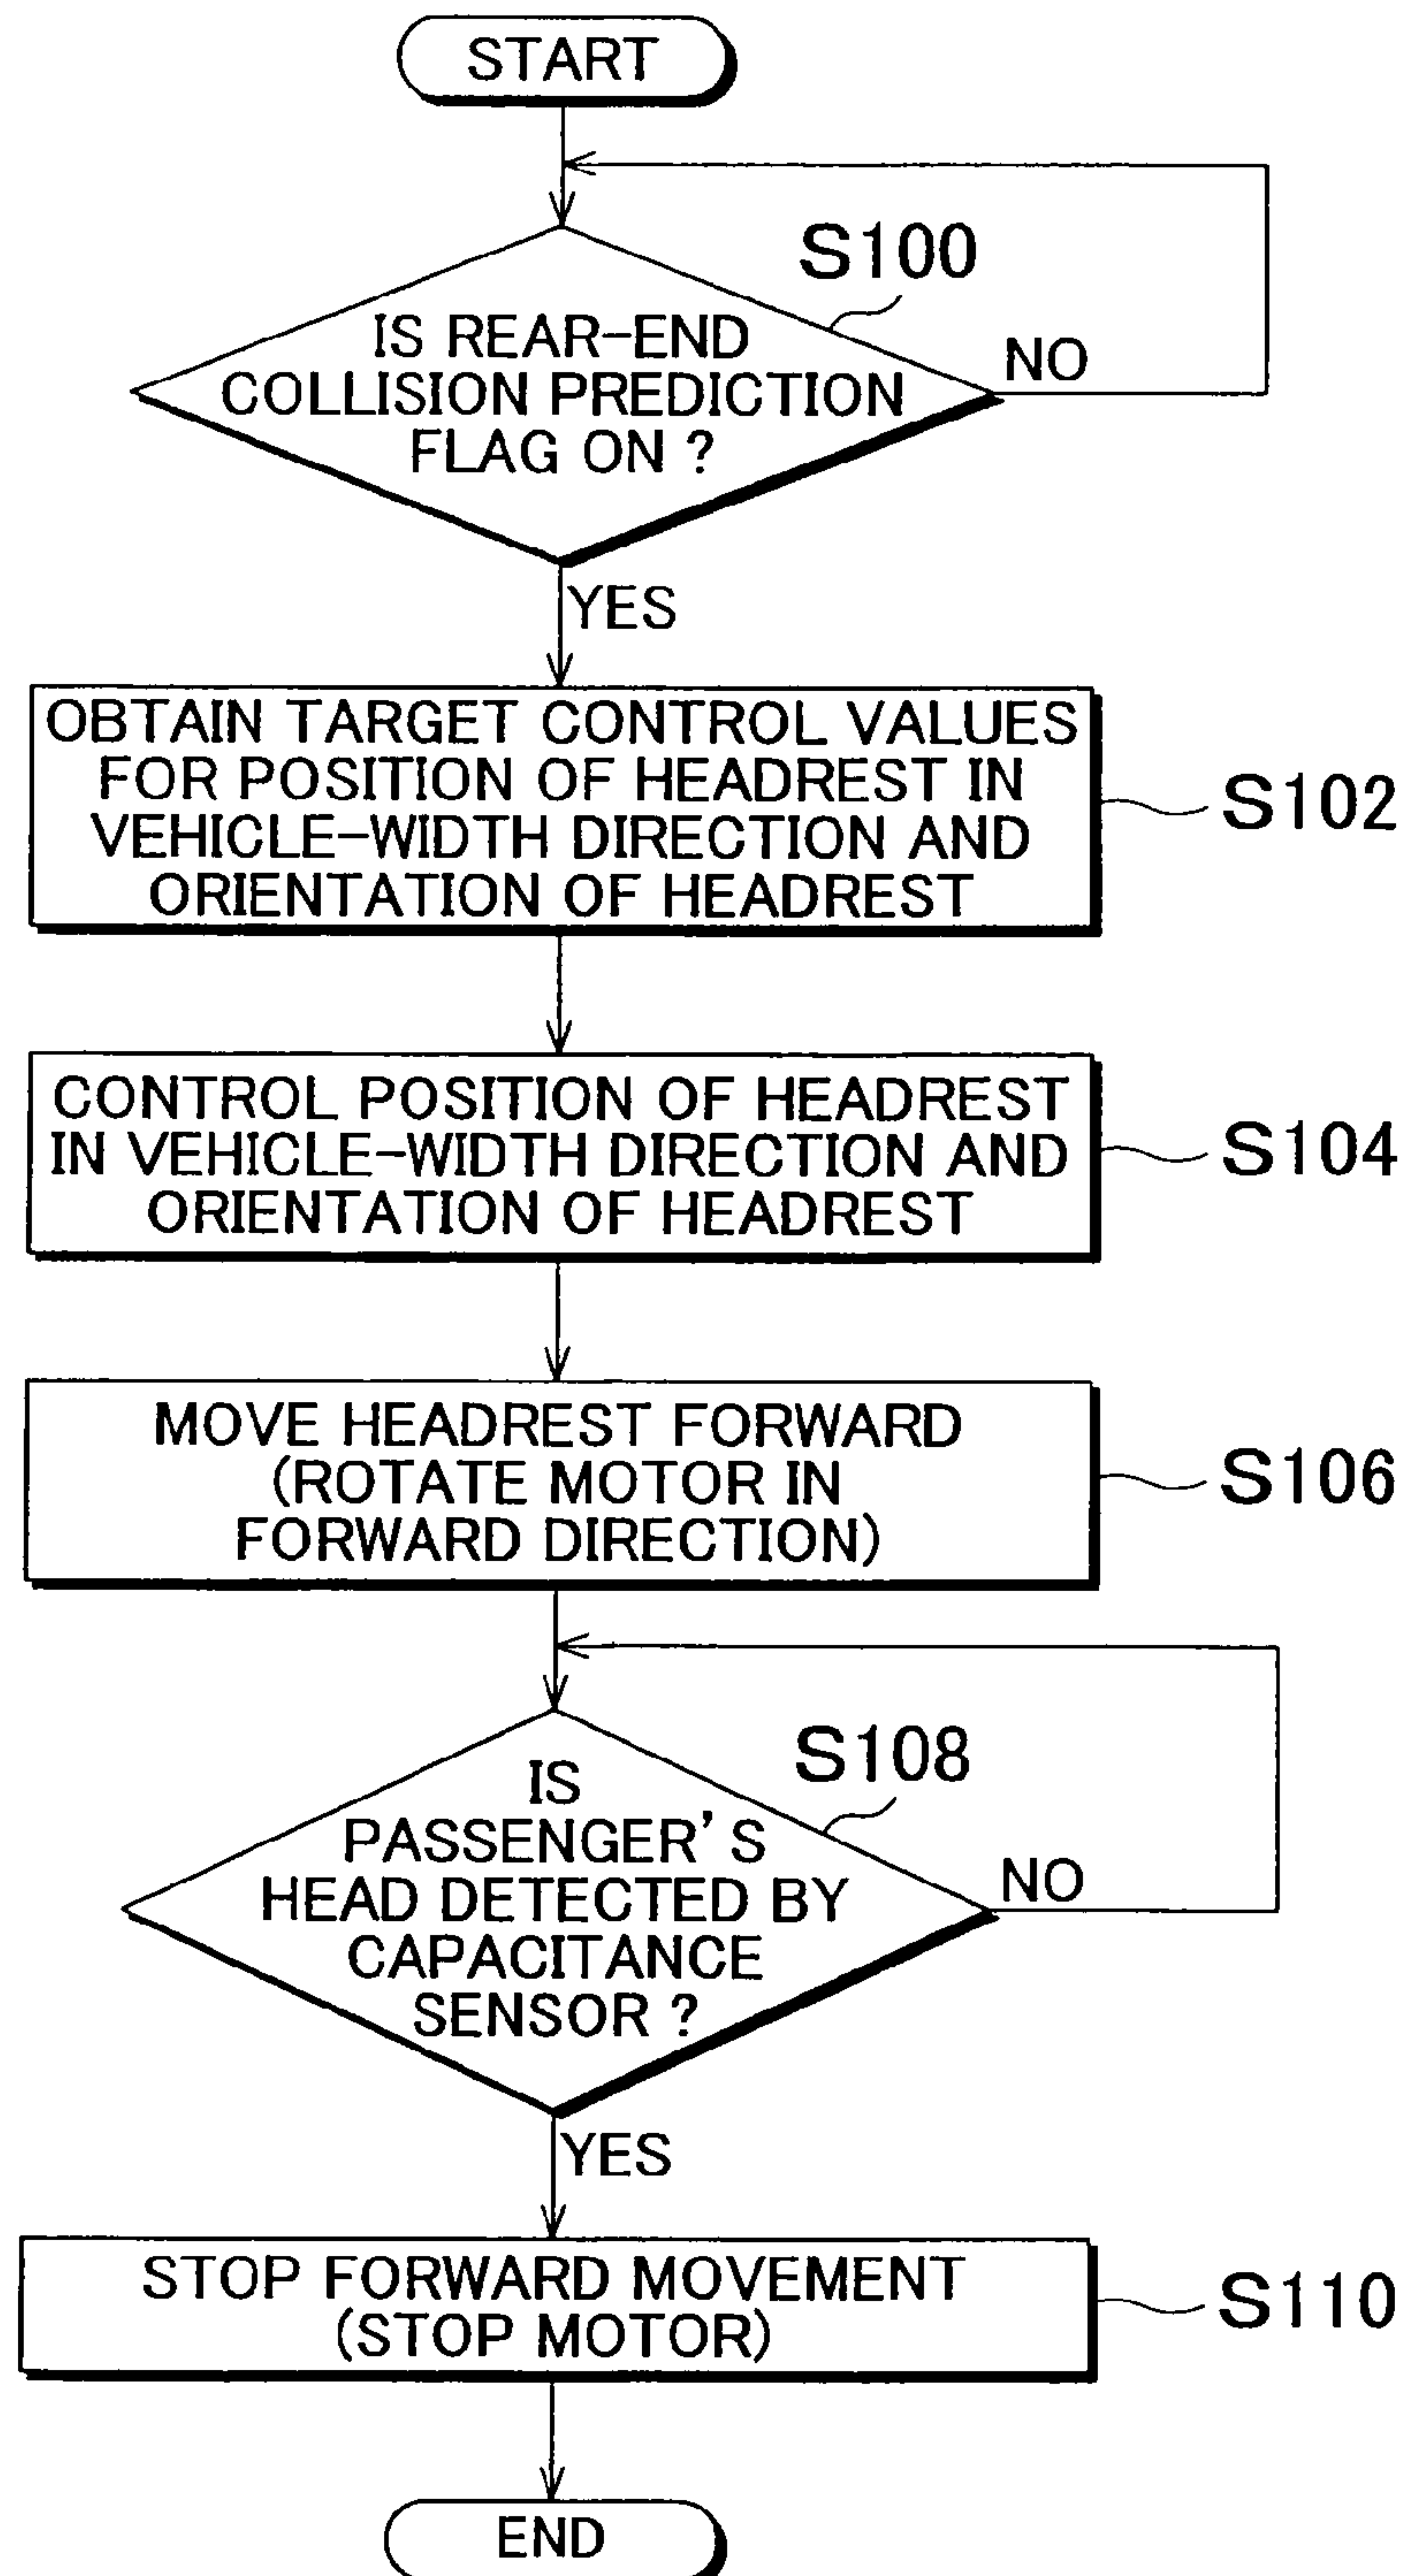 START
S100
IS REAR-END
COLLISION PREDICTION
FLAG ON ?
NO
YES
OBTAIN TARGET CONTROL VALUES
FOR POSITION OF HEADREST IN
VEHICLE-WIDTH DIRECTION AND
ORIENTATION OF HEADREST
S102
CONTROL POSITION OF HEADREST
IN VEHICLE-WIDTH DIRECTION AND
ORIENTATION OF HEADREST
S104
MOVE HEADREST FORWARD
(ROTATE MOTOR IN
FORWARD DIRECTION)
S106
S108
IS
PASSENGER'S
HEAD DETECTED BY
CAPACITANCE
SENSOR ?
NO
YES
STOP FORWARD MOVEMENT
(STOP MOTOR)
S110
END